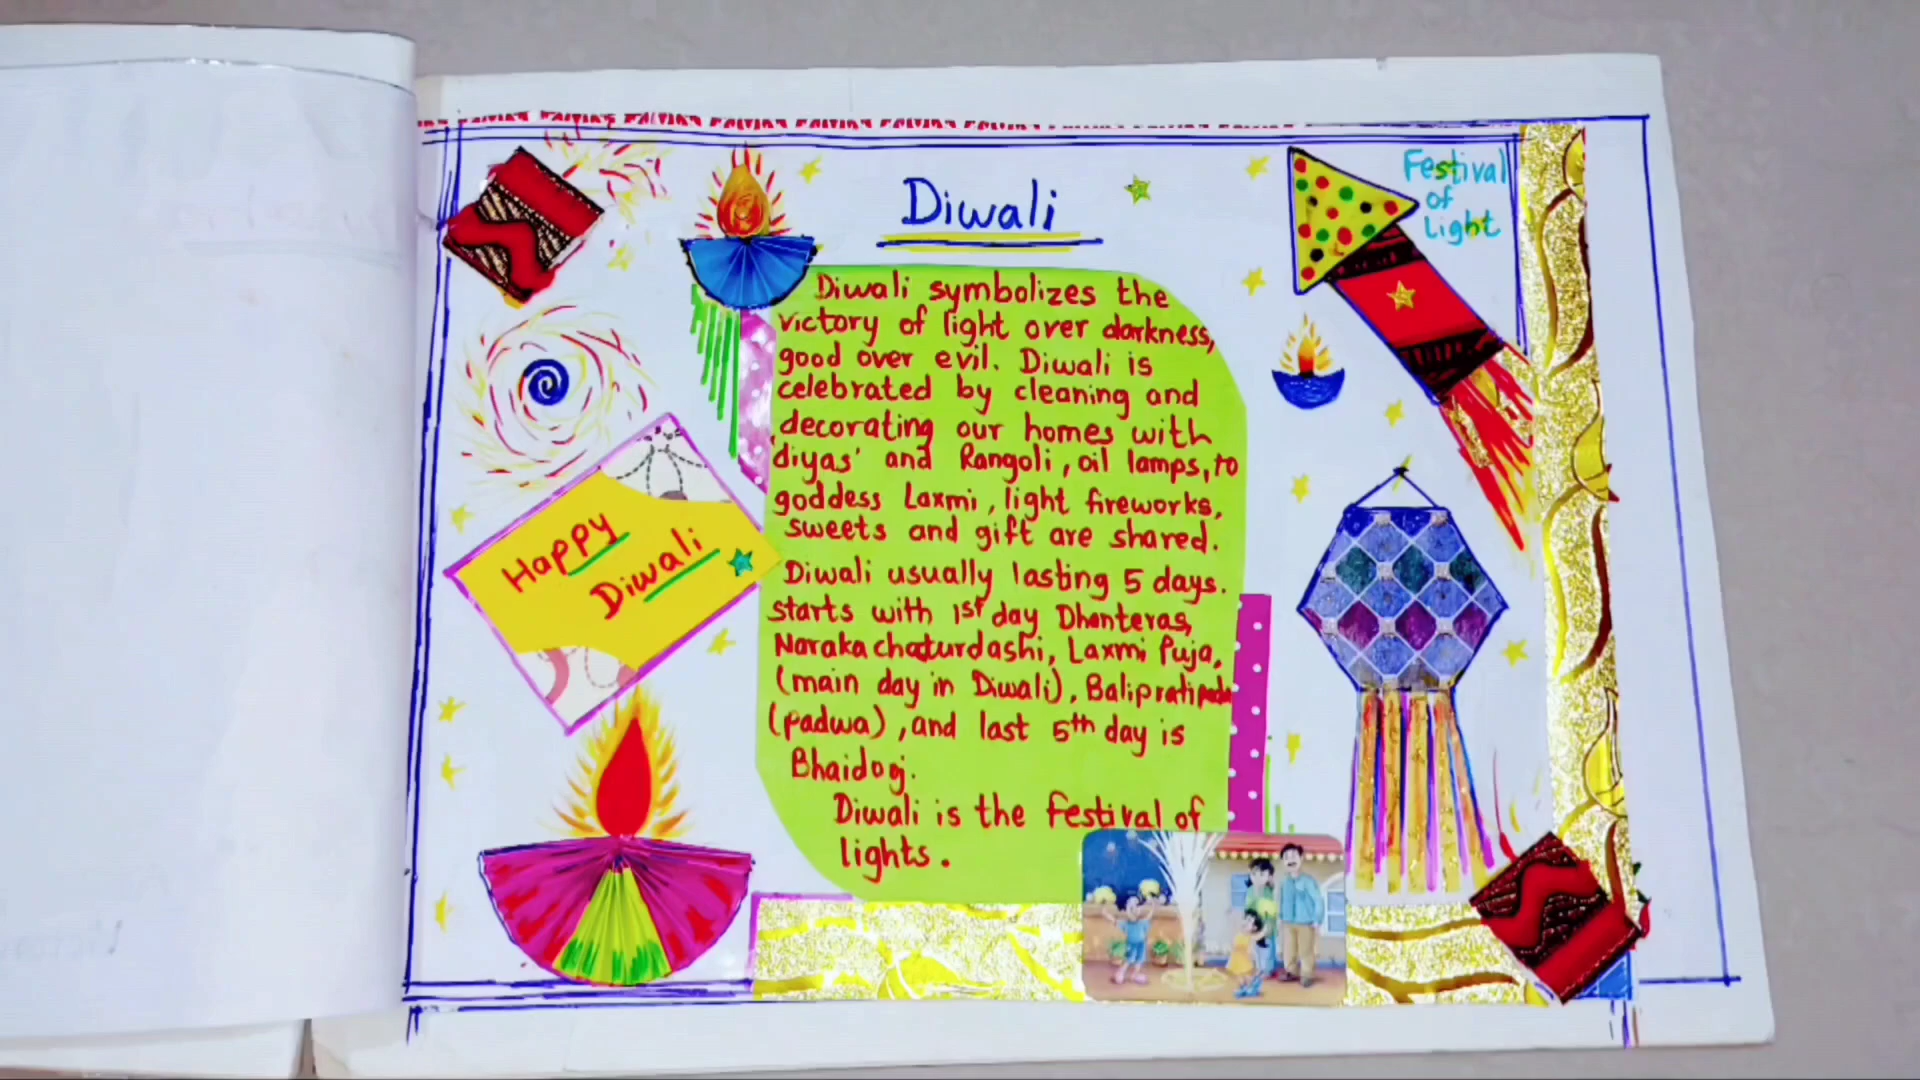 Diwali
Festival
of
Light
Diwali symbolizes the
victory of light over darkness,
good over evil. Diwali is
celebrated by cleaning and
decorating our homes with
diyas' and Rangoli, oil lamps, to
goddess Laxmi, light fireworks,
sweets and gift are shared.
Diwali usually lasting 5 days.
starts with 1st day Dhanteras,
Naraka chaturdashi, Laxmi Puja,
(main day in Diwali), Balipratipada
(padwa), and last 5th day is
Bhaidooj.
Diwali is the festival of
lights.
Happy
Diwali